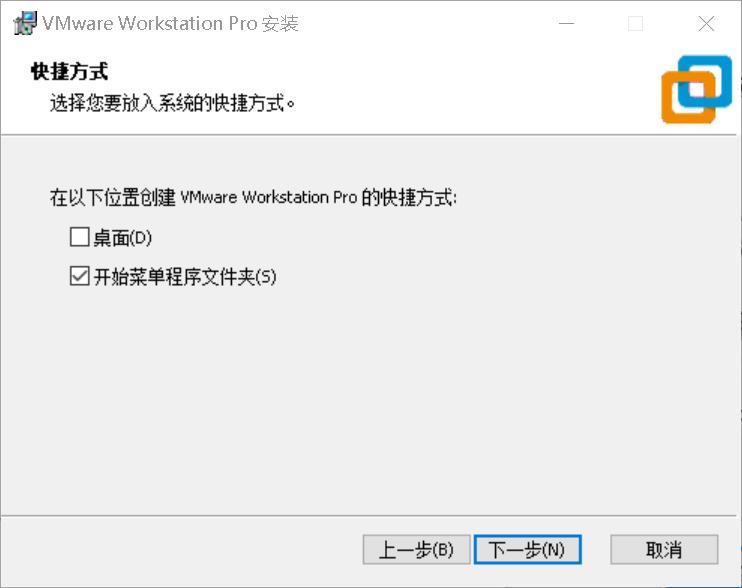 VMware Workstation Pro 安装
快捷方式
选择您要放入系统的快捷方式。
在以下位置创建 VMware Workstation Pro 的快捷方式:
桌面(D)
开始菜单程序文件夹(S)
上一步(B) 下一步(N) 取消